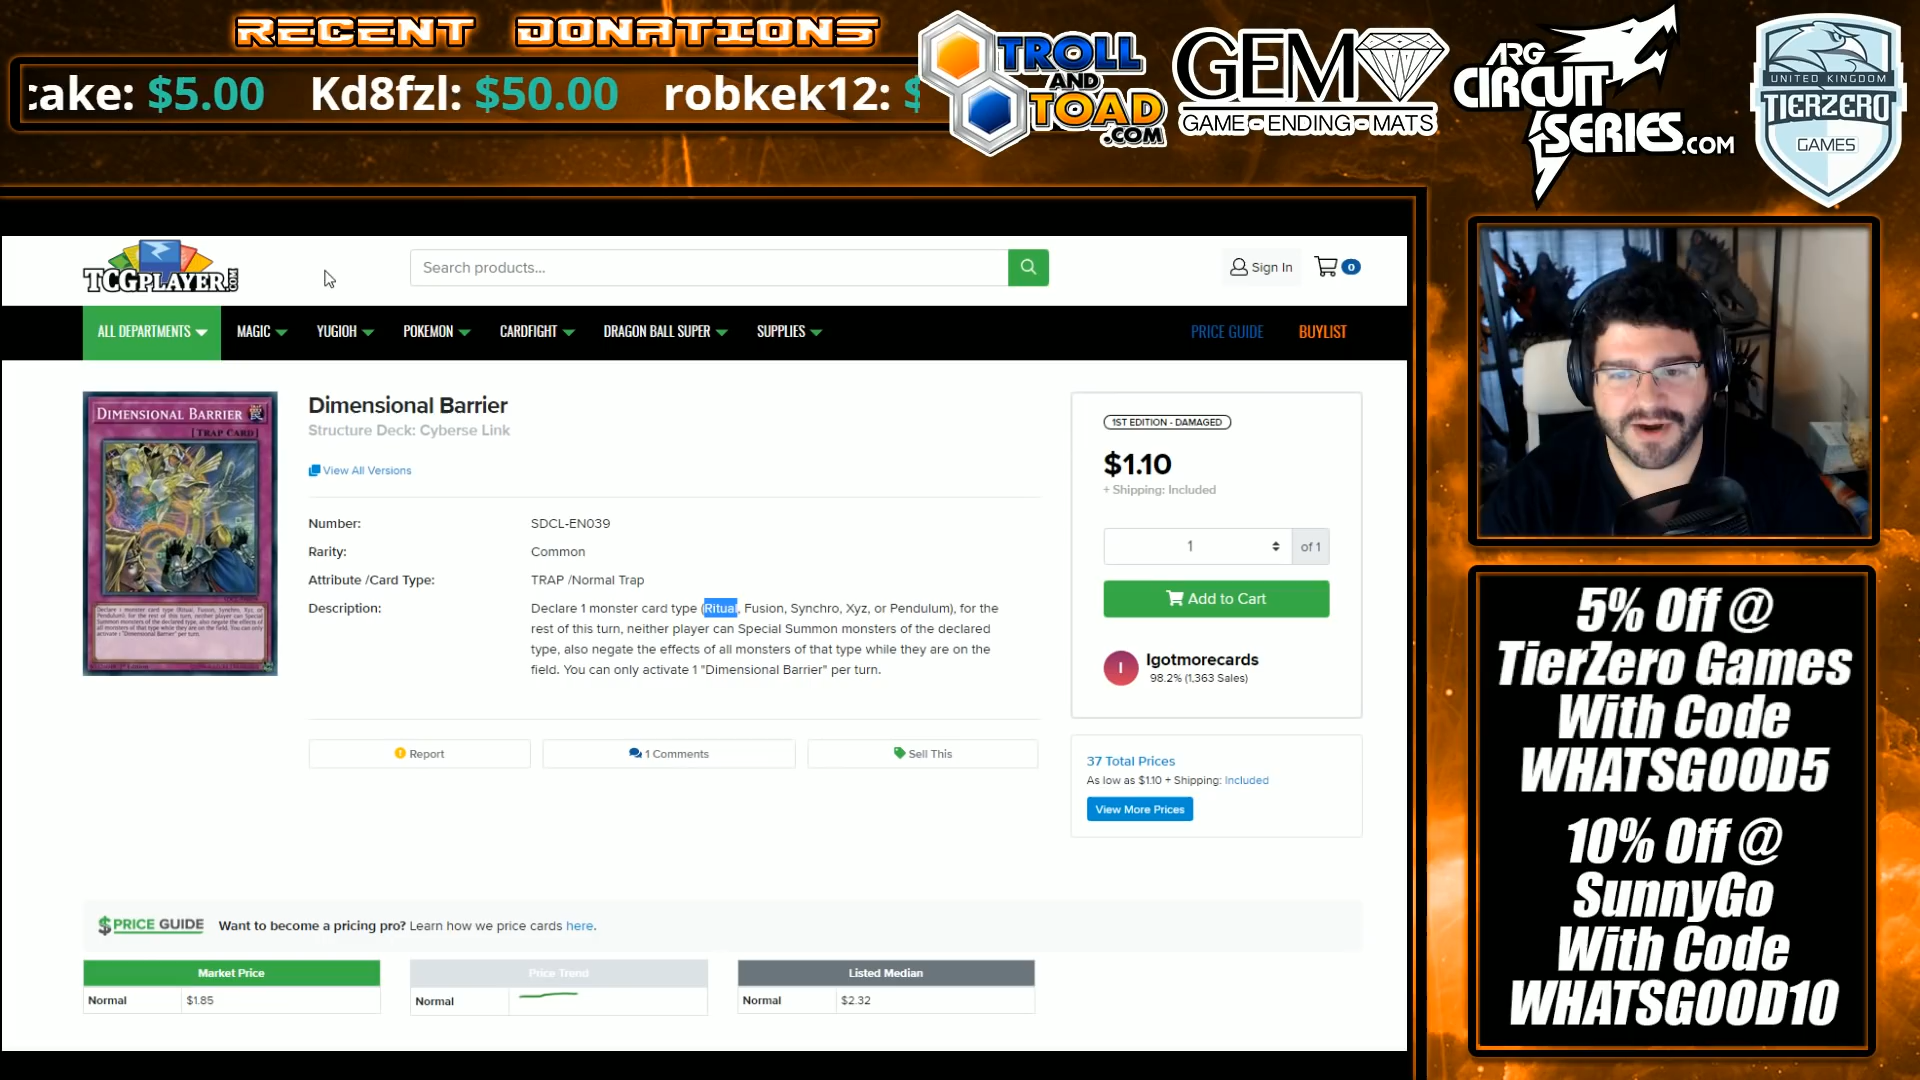 RECENT DONATIONS
cake: $5.00 Kd8fzl: $50.00 robkek12: $
TROLL AND TOAD .COM
GEM GAME - ENDING - MATS
ARG CIRCUIT SERIES.COM
UNITED KINGDOM
TIERZERO
GAMES
TCGPLAYER.COM
Search products...
Sign In
0
ALL DEPARTMENTS MAGIC YUGIOH POKEMON CARDFIGHT DRAGON BALL SUPER SUPPLIES PRICE GUIDE BUYLIST
DIMENSIONAL BARRIER
[TRAP CARD]
Dimensional Barrier
Structure Deck: Cyberse Link
View All Versions
Number: SDCL-EN039
Rarity: Common
Attribute /Card Type: TRAP /Normal Trap
Description: Declare 1 monster card type (Ritual, Fusion, Synchro, Xyz, or Pendulum), for the
rest of this turn, neither player can Special Summon monsters of the declared
type, also negate the effects of all monsters of that type while they are on the
field. You can only activate 1 "Dimensional Barrier" per turn.
Report
1 Comments
Sell This
1ST EDITION - DAMAGED
$1.10
+ Shipping: Included
1 of 1
Add to Cart
I
Igotmorecards
98.2% (1,363 Sales)
37 Total Prices
As low as $1.10 + Shipping: Included
View More Prices
$PRICE GUIDE Want to become a pricing pro? Learn how we price cards here.
Market Price
Normal $1.85
Price Trend
Normal
Listed Median
Normal $2.32
5% Off @
TierZero Games
With Code
WHATSGOOD5
10% Off @
SunnyGo
With Code
WHATSGOOD10